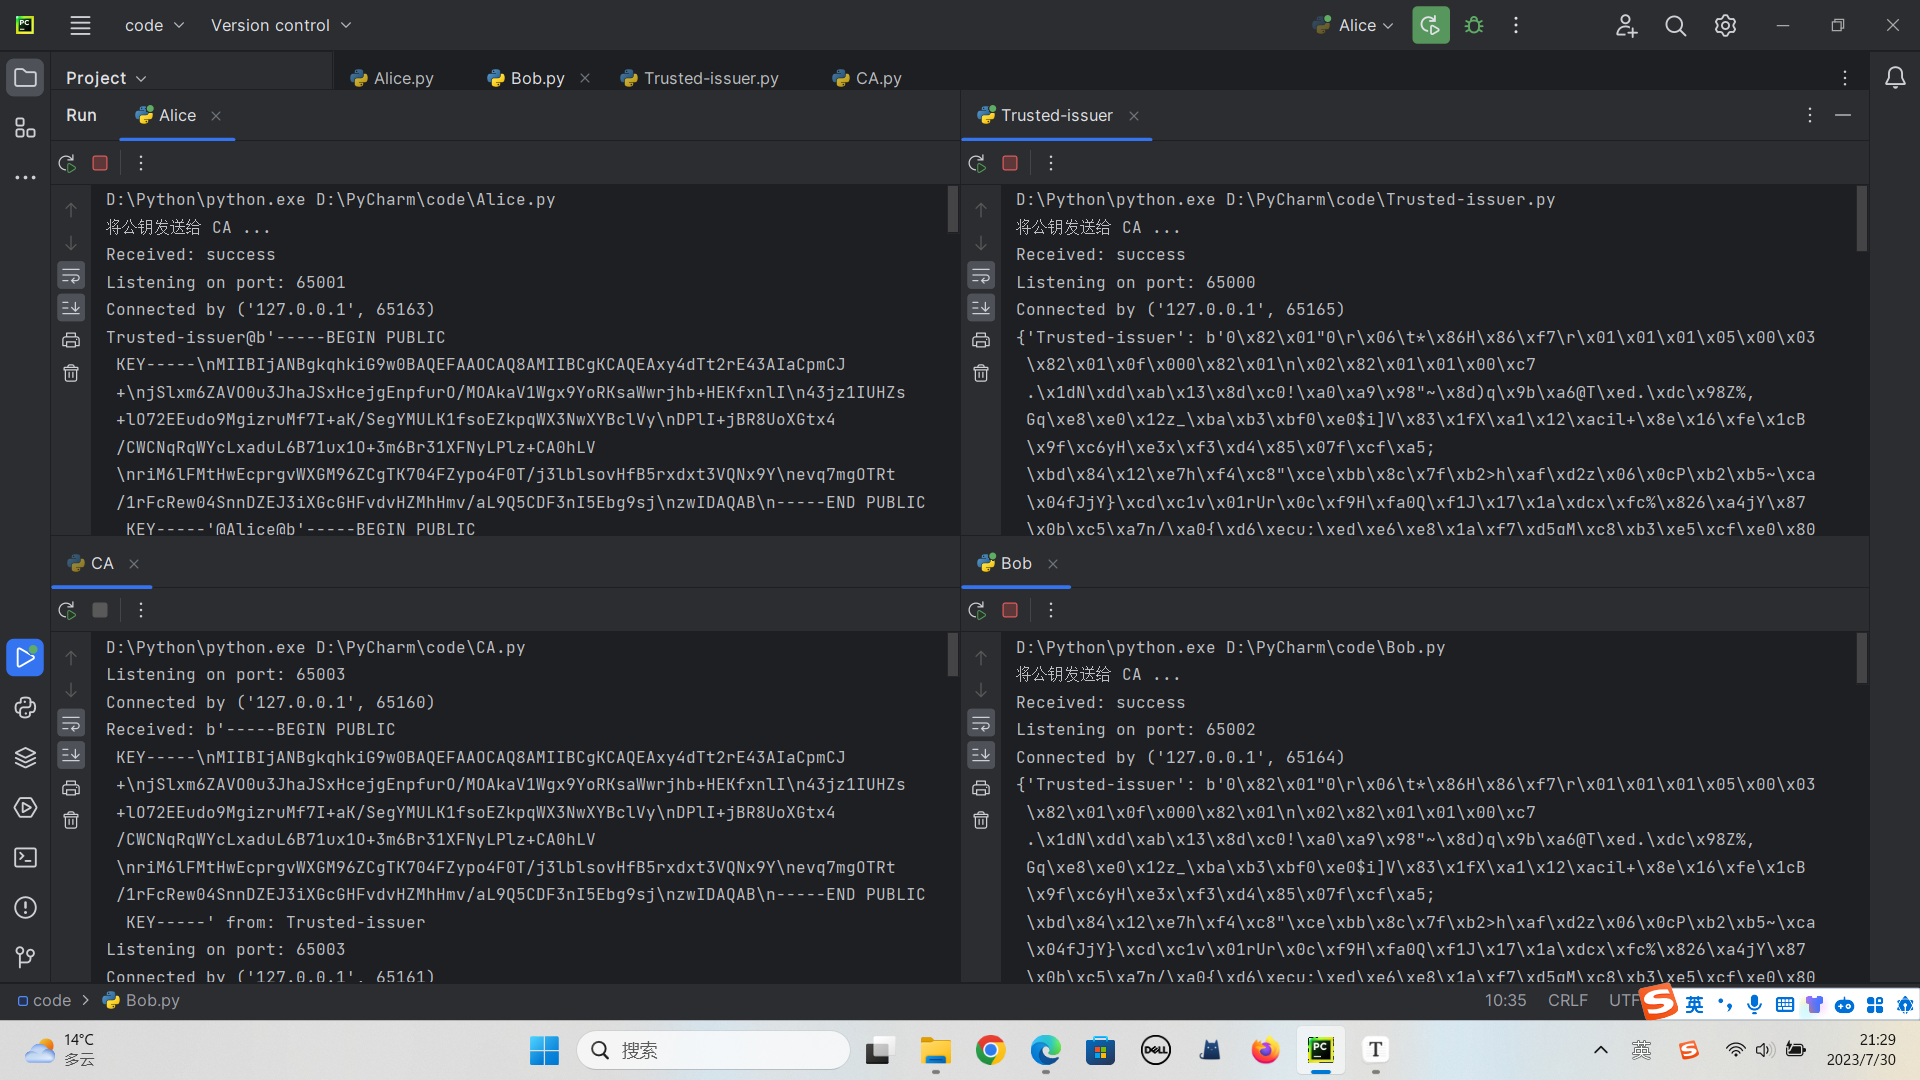 code
Version control
Alice
Project
Alice.py
Bob.py
Trusted-issuer.py
CA.py
Run
Alice
D:\Python\python.exe D:\PyCharm\code\Alice.py
将公钥发送给 CA ...
Received: success
Listening on port: 65001
Connected by ('127.0.0.1', 65163)
Trusted-issuer@b'-----BEGIN PUBLIC
KEY-----\nMIIBIjANBgkqhkiG9w0BAQEFAAOCAQ8AMIIBCgKCAQEAxy4dTt2rE43AIaCpmCJ
+\njSlxm6ZAVO0u3JhaJSxHcejgEnpfurO/MOAkaV1Wgx9YoRKsaWwrjhb+HEKfxnlI\n43jz1IUHZs
+lO72EEudo9MgizruMf7I+aK/SegYMULK1fsoEZkpqWX3NwXYBclVy\nDPlI+jBR8UoXGtx4
/CWCNqRqWYcLxaduL6B71ux1O+3m6Br31XFNyLPlz+CA0hLV
\nriM6lFMtHwEcprgvWXGM96ZCgTK704FZypo4F0T/j3lblsovHfB5rxdxt3VQNx9Y\nevq7mgOTRt
/1rFcRew04SnnDZEJ3iXGcGHFvdvHZMhHmv/aL9Q5CDF3nI5Ebg9sj\nzwIDAQAB\n-----END PUBLIC
KEY-----'@Alice@b'-----BEGIN PUBLIC
Trusted-issuer
D:\Python\python.exe D:\PyCharm\code\Trusted-issuer.py
将公钥发送给 CA ...
Received: success
Listening on port: 65000
Connected by ('127.0.0.1', 65165)
{'Trusted-issuer': b'0\x82\x01"0\r\x06\t*\x86H\x86\xf7\r\x01\x01\x01\x05\x00\x03
\x82\x01\x0f\x000\x82\x01\n\x02\x82\x01\x01\x00\xc7
.\x1dN\xdd\xab\x13\x8d\xc0!\xa0\xa9\x98"~\x8d)q\x9b\xa6@T\xed.\xdc\x98Z%,
Gq\xe8\xe0\x12z_\xba\xb3\xbf0\xe0$i]V\x83\x1fX\xa1\x12\xacil+\x8e\x16\xfe\x1cB
\x9f\xc6yH\xe3x\xf3\xd4\x85\x07f\xcf\xa5;
\xbd\x84\x12\xe7h\xf4\xc8"\xce\xbb\x8c\x7f\xb2>h\xaf\xd2z\x06\x0cP\xb2\xb5~\xca
\x04fJjY}\xcd\xc1v\x01rUr\x0c\xf9H\xfa0Q\xf1J\x17\x1a\xdcx\xfc%\x826\xa4jY\x87
\x0b\xc5\xa7n/\xa0{\xd6\xecu;\xed\xe6\xe8\x1a\xf7\xd5gM\xc8\xb3\xe5\xcf\xe0\x80
CA
D:\Python\python.exe D:\PyCharm\code\CA.py
Listening on port: 65003
Connected by ('127.0.0.1', 65160)
Received: b'-----BEGIN PUBLIC
KEY-----\nMIIBIjANBgkqhkiG9w0BAQEFAAOCAQ8AMIIBCgKCAQEAxy4dTt2rE43AIaCpmCJ
+\njSlxm6ZAVO0u3JhaJSxHcejgEnpfurO/MOAkaV1Wgx9YoRKsaWwrjhb+HEKfxnlI\n43jz1IUHZs
+lO72EEudo9MgizruMf7I+aK/SegYMULK1fsoEZkpqWX3NwXYBclVy\nDPlI+jBR8UoXGtx4
/CWCNqRqWYcLxaduL6B71ux1O+3m6Br31XFNyLPlz+CA0hLV
\nriM6lFMtHwEcprgvWXGM96ZCgTK704FZypo4F0T/j3lblsovHfB5rxdxt3VQNx9Y\nevq7mgOTRt
/1rFcRew04SnnDZEJ3iXGcGHFvdvHZMhHmv/aL9Q5CDF3nI5Ebg9sj\nzwIDAQAB\n-----END PUBLIC
KEY-----' from: Trusted-issuer
Listening on port: 65003
Connected by ('127.0.0.1', 65161)
Bob
D:\Python\python.exe D:\PyCharm\code\Bob.py
将公钥发送给 CA ...
Received: success
Listening on port: 65002
Connected by ('127.0.0.1', 65164)
{'Trusted-issuer': b'0\x82\x01"0\r\x06\t*\x86H\x86\xf7\r\x01\x01\x01\x05\x00\x03
\x82\x01\x0f\x000\x82\x01\n\x02\x82\x01\x01\x00\xc7
.\x1dN\xdd\xab\x13\x8d\xc0!\xa0\xa9\x98"~\x8d)q\x9b\xa6@T\xed.\xdc\x98Z%,
Gq\xe8\xe0\x12z_\xba\xb3\xbf0\xe0$i]V\x83\x1fX\xa1\x12\xacil+\x8e\x16\xfe\x1cB
\x9f\xc6yH\xe3x\xf3\xd4\x85\x07f\xcf\xa5;
\xbd\x84\x12\xe7h\xf4\xc8"\xce\xbb\x8c\x7f\xb2>h\xaf\xd2z\x06\x0cP\xb2\xb5~\xca
\x04fJjY}\xcd\xc1v\x01rUr\x0c\xf9H\xfa0Q\xf1J\x17\x1a\xdcx\xfc%\x826\xa4jY\x87
\x0b\xc5\xa7n/\xa0{\xd6\xecu;\xed\xe6\xe8\x1a\xf7\xd5gM\xc8\xb3\xe5\xcf\xe0\x80
code > Bob.py
10:35 CRLF UTF
英
14°C
多云
搜索
英
21:29
2023/7/30